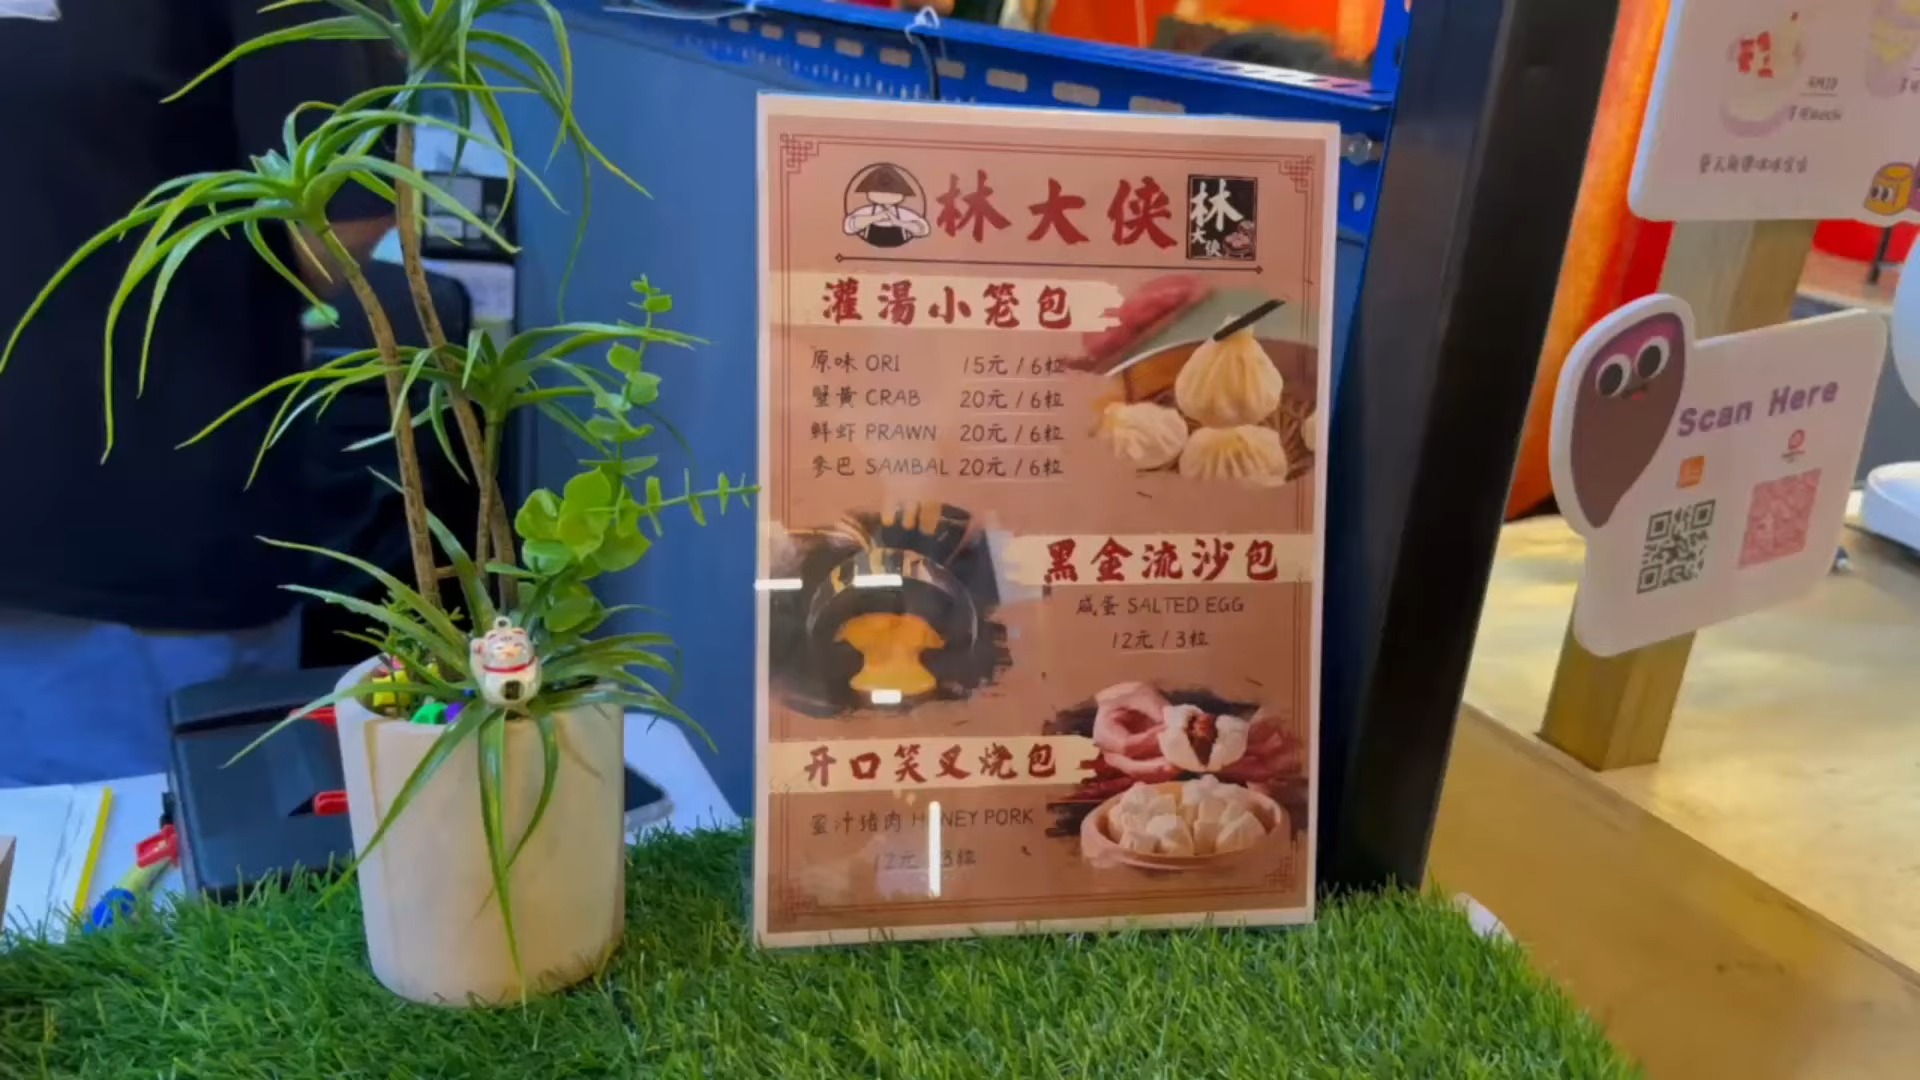 林大侠
林
大侠
灌湯小笼包
原味 ORI 15元 / 6粒
蟹黄 CRAB 20元 / 6粒
鲜虾 PRAWN 20元 / 6粒
参巴 SAMBAL 20元 / 6粒
黑金流沙包
咸蛋 SALTED EGG
12元 / 3粒
开口笑叉烧包
蜜汁猪肉 HONEY PORK
12元 / 3粒
Scan Here